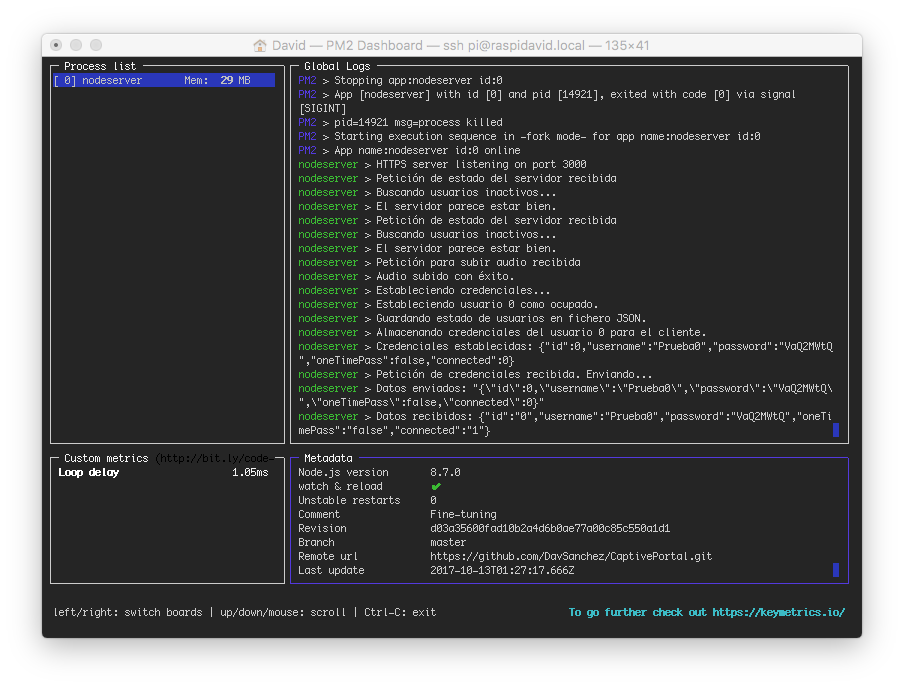 David — PM2 Dashboard — ssh pi@raspidavid.local — 135×41
Process list
[ 0] nodeserver Mem: 29 MB
Global Logs
PM2 > Stopping app:nodeserver id:0
PM2 > App [nodeserver] with id [0] and pid [14921], exited with code [0] via signal
[SIGINT]
PM2 > pid=14921 msg=process killed
PM2 > Starting execution sequence in -fork mode- for app name:nodeserver id:0
PM2 > App name:nodeserver id:0 online
nodeserver > HTTPS server listening on port 3000
nodeserver > Petición de estado del servidor recibida
nodeserver > Buscando usuarios inactivos...
nodeserver > El servidor parece estar bien.
nodeserver > Petición de estado del servidor recibida
nodeserver > Buscando usuarios inactivos...
nodeserver > El servidor parece estar bien.
nodeserver > Petición para subir audio recibida
nodeserver > Audio subido con éxito.
nodeserver > Estableciendo credenciales...
nodeserver > Estableciendo usuario 0 como ocupado.
nodeserver > Guardando estado de usuarios en fichero JSON.
nodeserver > Almacenando credenciales del usuario 0 para el cliente.
nodeserver > Credenciales establecidas: {"id":0,"username":"Prueba0","password":"VaQ2MWtQ
","oneTimePass":false,"connected":0}
nodeserver > Petición de credenciales recibida. Enviando...
nodeserver > Datos enviados: "{\"id\":0,\"username\":\"Prueba0\",\"password\":\"VaQ2MWtQ\
",\"oneTimePass\":false,\"connected\":0}"
nodeserver > Datos recibidos: {"id":"0","username":"Prueba0","password":"VaQ2MWtQ","oneTi
mePass":"false","connected":"1"}
Custom metrics (http://bit.ly/code-
Loop delay 1.05ms
Metadata
Node.js version 8.7.0
watch & reload ✔
Unstable restarts 0
Comment Fine-tuning
Revision d03a35600fad10b2a4d6b0ae77a00c85c550a1d1
Branch master
Remote url https://github.com/DavSanchez/CaptivePortal.git
Last update 2017-10-13T01:27:17.666Z
left/right: switch boards | up/down/mouse: scroll | Ctrl-C: exit
To go further check out https://keymetrics.io/